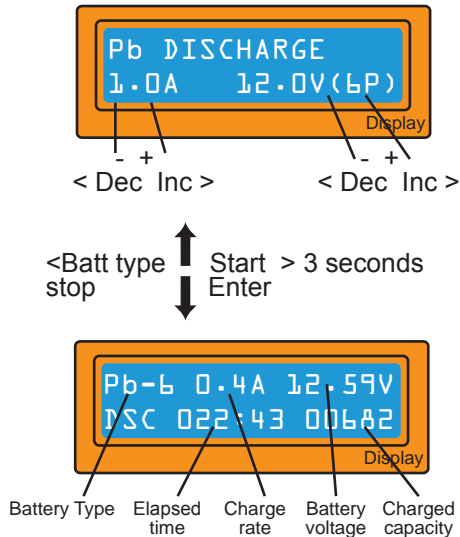 Pb DISCHARGE
1.0A 12.0V(6P)
Display
- + - +
< Dec Inc > < Dec Inc >
<Batt type Start > 3 seconds
stop Enter
Pb-6 0.4A 12.59V
DSC 022:43 00682
Display
Battery Type Elapsed Charge Battery Charged
time rate voltage capacity